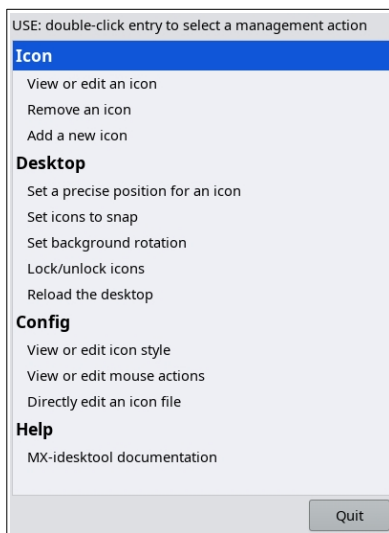 USE: double-click entry to select a management action
Icon
View or edit an icon
Remove an icon
Add a new icon
Desktop
Set a precise position for an icon
Set icons to snap
Set background rotation
Lock/unlock icons
Reload the desktop
Config
View or edit icon style
View or edit mouse actions
Directly edit an icon file
Help
MX-idesktool documentation
Quit